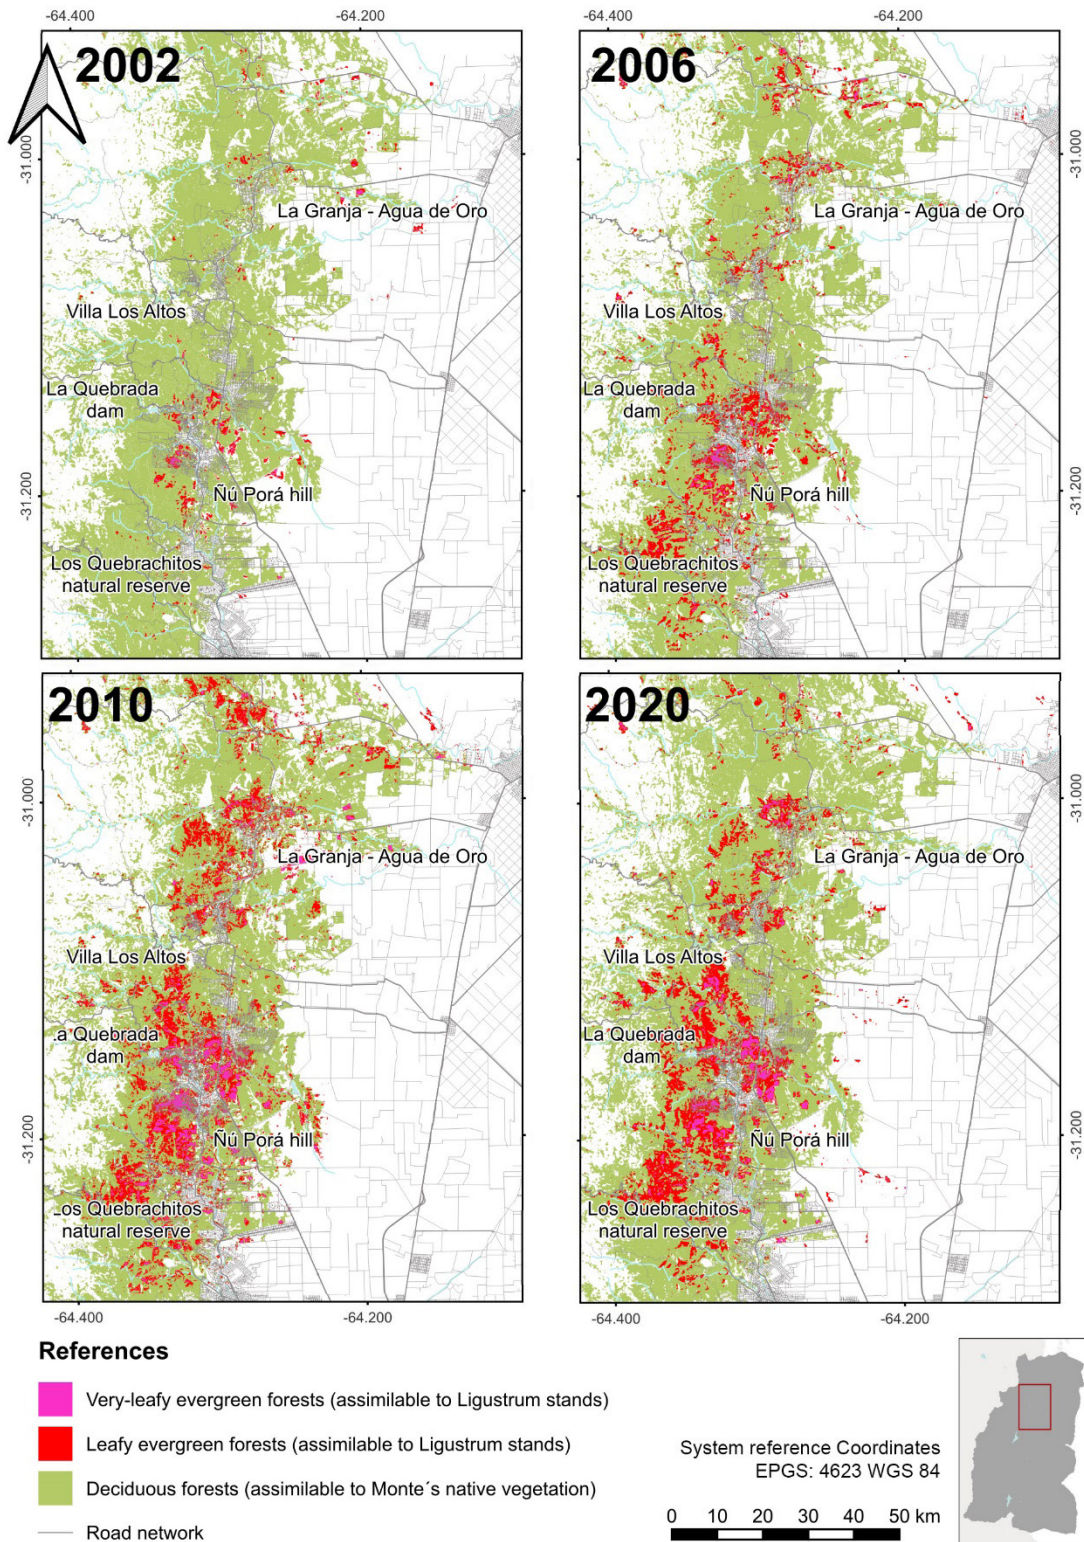 -64.400
-64.200
-64.400
-64.200
2002
2006
-31.000
-31.000
La Granja - Agua de Oro
La Granja - Agua de Oro
Villa Los Altos
Villa Los Altos
La Quebrada
dam
La Quebrada
dam
-31.200
-31.200
Ñú Porá hill
Ñú Porá hill
Los Quebrachitos
natural reserve
Los Quebrachitos
natural reserve
2010
2020
-31.000
-31.000
La Granja - Agua de Oro
La Granja - Agua de Oro
Villa Los Altos
Villa Los Altos
La Quebrada
dam
La Quebrada
dam
-31.200
-31.200
Ñú Porá hill
Ñú Porá hill
Los Quebrachitos
natural reserve
Los Quebrachitos
natural reserve
-64.400
-64.200
-64.400
-64.200
References
Very-leafy evergreen forests (assimilable to Ligustrum stands)
Leafy evergreen forests (assimilable to Ligustrum stands)
Deciduous forests (assimilable to Monte´s native vegetation)
Road network
System reference Coordinates
EPGS: 4623 WGS 84
0 10 20 30 40 50 km